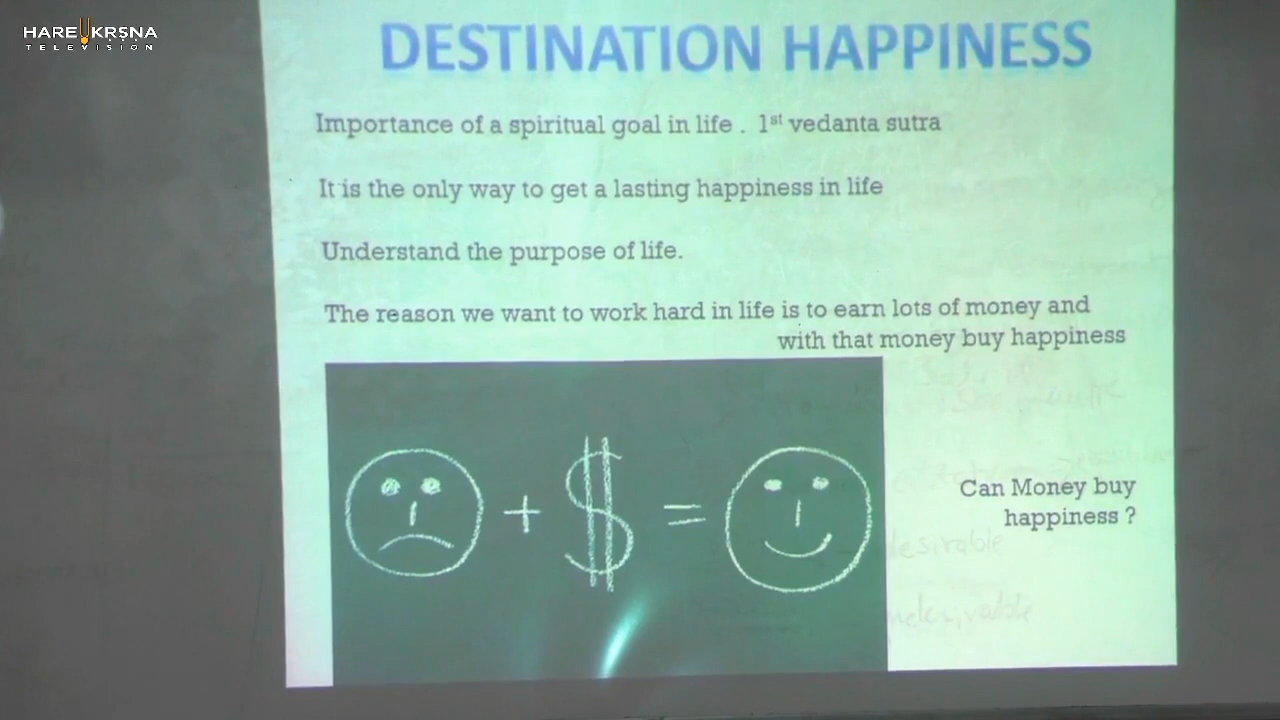 HARE KRSNA
TELEVISION
DESTINATION HAPPINESS
Importance of a spiritual goal in life . 1st vedanta sutra
It is the only way to get a lasting happiness in life
Understand the purpose of life.
The reason we want to work hard in life is to earn lots of money and
with that money buy happiness
+ $ =
Can Money buy
happiness ?
desirable